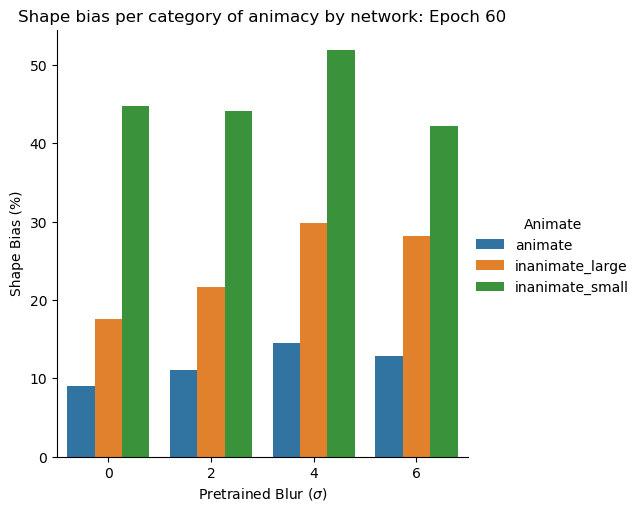 Shape bias per category of animacy by network: Epoch 60
Shape Bias (%)
50
40
30
20
10
0
0 2 4 6
Pretrained Blur (σ)
Animate
animate
inanimate_large
inanimate_small